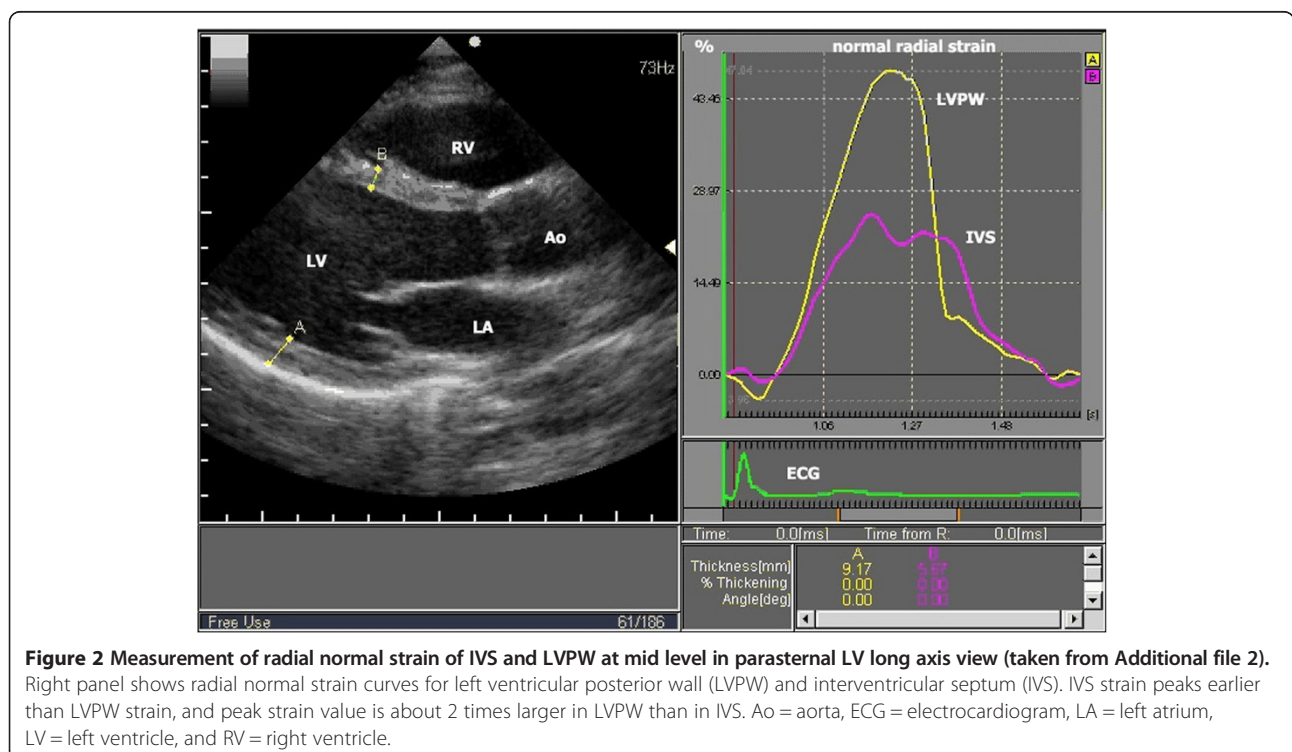 73Hz
RV
B
Ao
LV
A
LA
Free Use 61/186
% normal radial strain
A
B
47.84
43.46
LVPW
28.97
IVS
14.49
0.00
3.96
[s]
1.06 1.27 1.48
ECG
Time: 0.0[ms] Time from R: 0.0[ms]
A B
Thickness[mm] 9.17
% Thickening 0.00 0.00
Angle[deg] 0.00 0.00
Figure 2 Measurement of radial normal strain of IVS and LVPW at mid level in parasternal LV long axis view (taken from Additional file 2).
Right panel shows radial normal strain curves for left ventricular posterior wall (LVPW) and interventricular septum (IVS). IVS strain peaks earlier
than LVPW strain, and peak strain value is about 2 times larger in LVPW than in IVS. Ao = aorta, ECG = electrocardiogram, LA = left atrium,
LV = left ventricle, and RV = right ventricle.